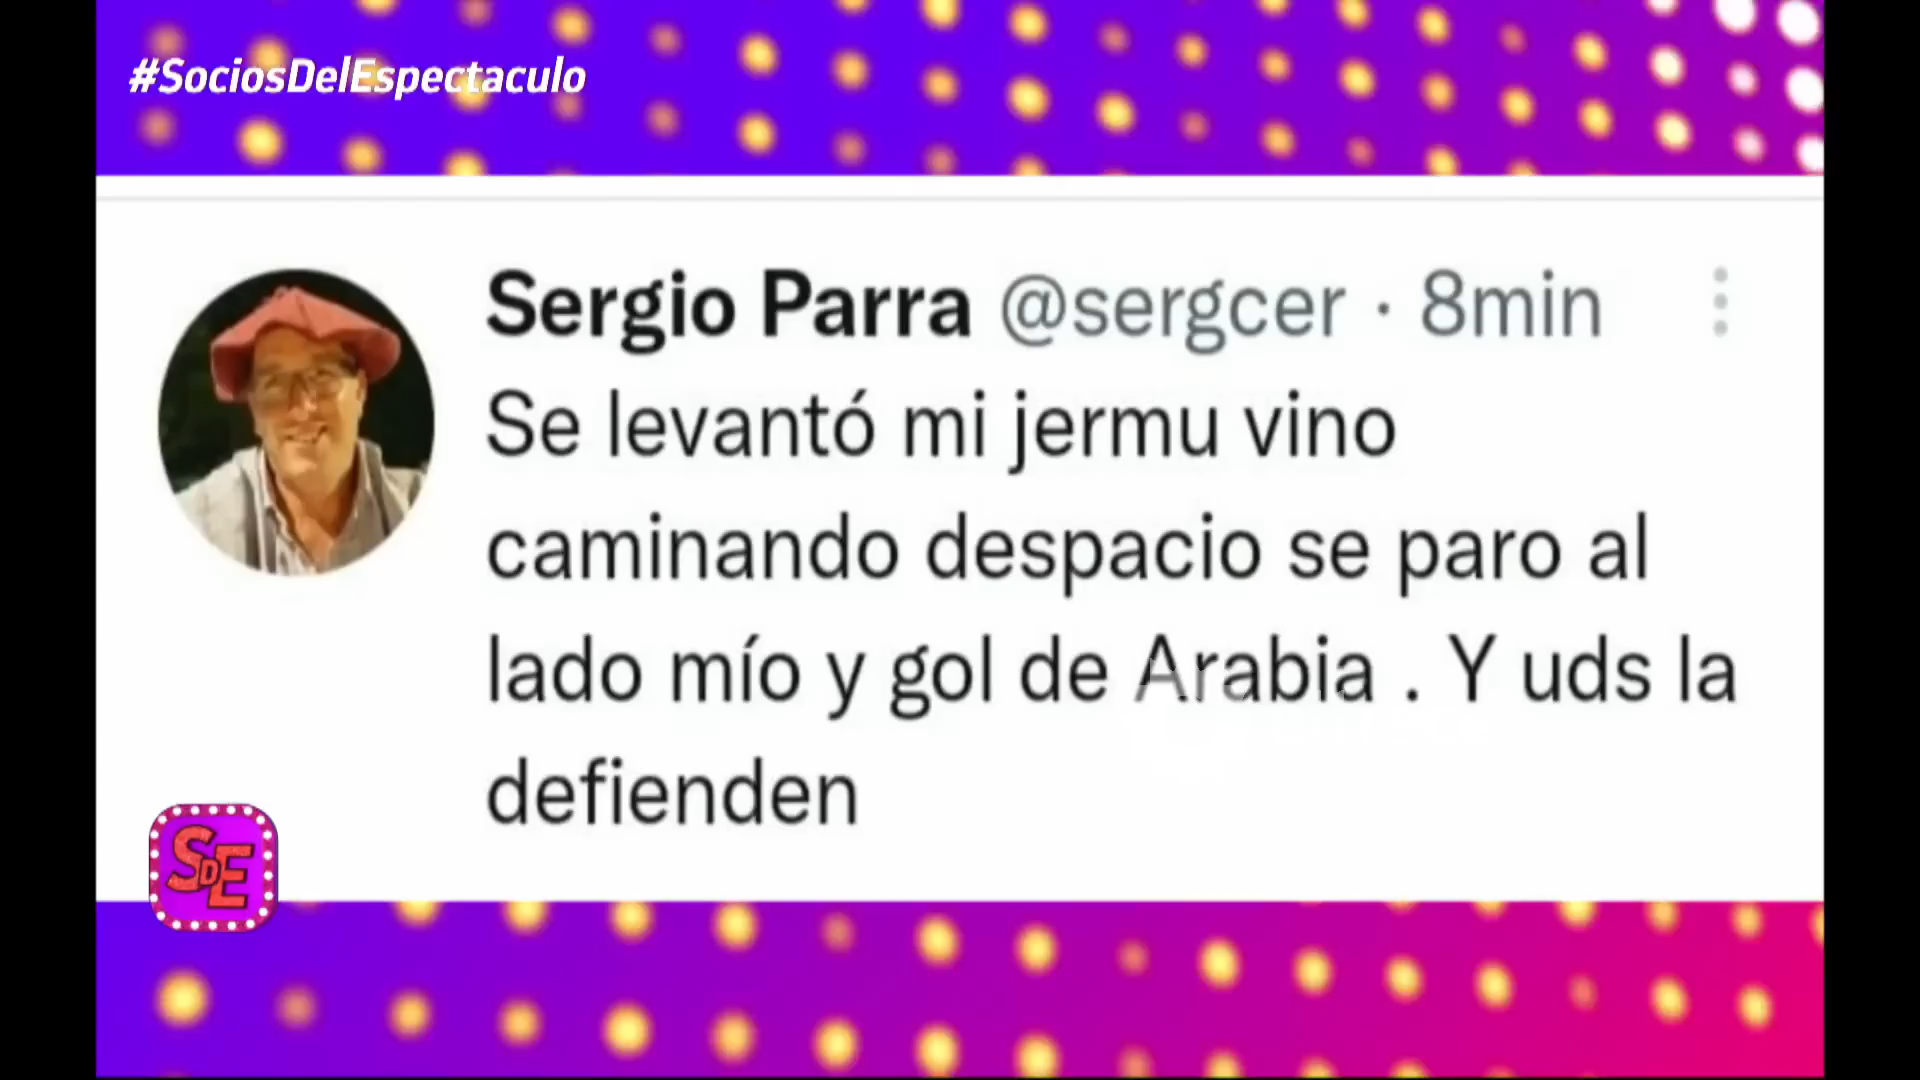 #SociosDelEspectaculo
Sergio Parra @sergcer · 8min
Se levantó mi jermu vino
caminando despacio se paro al
lado mío y gol de Arabia . Y uds la
defienden
SDE